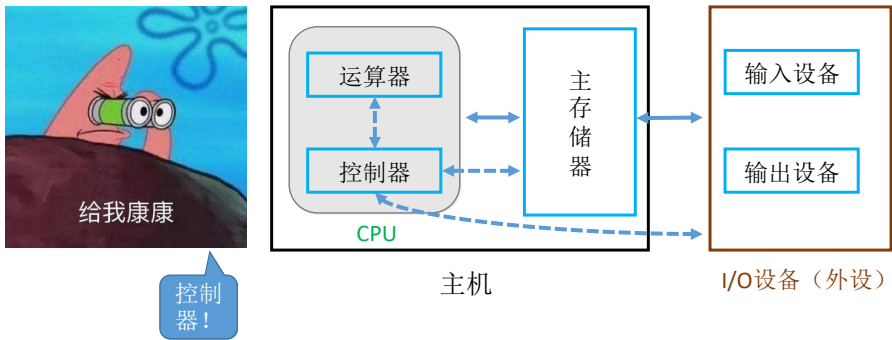 给我康康
控制
器！
运算器
控制器
CPU
主
存
储
器
主机
输入设备
输出设备
I/O设备（外设）